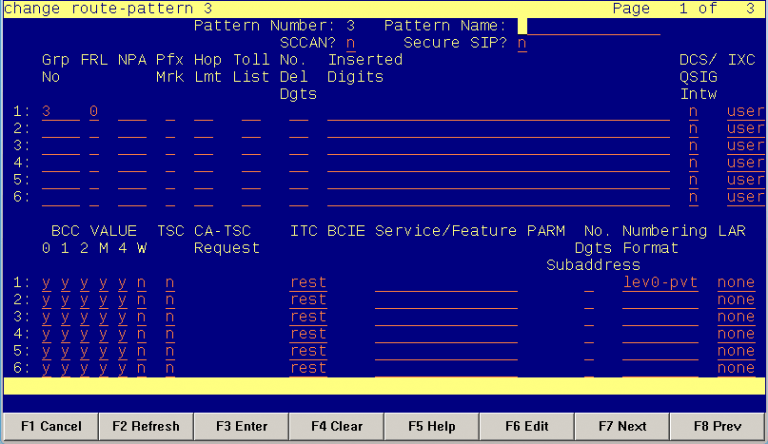 change route-pattern 3 Page 1 of 3
Pattern Number: 3 Pattern Name:
SCCAN? n Secure SIP? n
Grp FRL NPA Pfx Hop Toll No. Inserted DCS/ IXC
No Mrk Lmt List Del Digits QSIG
Dgts Intw
1: 3 0 n user
2: n user
3: n user
4: n user
5: n user
6: n user
BCC VALUE TSC CA-TSC ITC BCIE Service/Feature PARM No. Numbering LAR
0 1 2 M 4 W Request Dgts Format
Subaddress
1: y y y y y n n rest lev0-pvt none
2: y y y y y n n rest none
3: y y y y y n n rest none
4: y y y y y n n rest none
5: y y y y y n n rest none
6: y y y y y n n rest none
F1 Cancel F2 Refresh F3 Enter F4 Clear F5 Help F6 Edit F7 Next F8 Prev